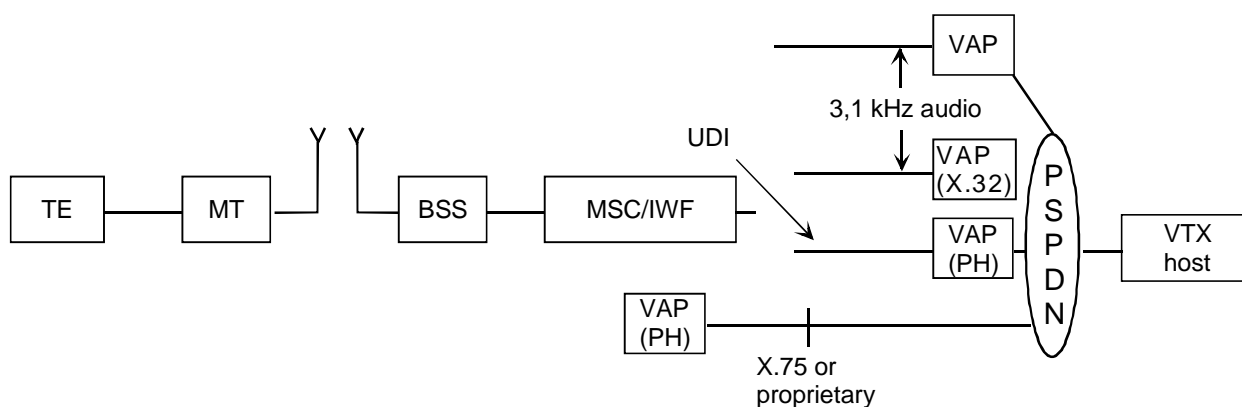 VAP
3,1 kHz audio
UDI
VAP
(X.32)
TE
MT
BSS
MSC/IWF
VAP
(PH)
PSPDN
VTX
host
VAP
(PH)
X.75 or
proprietary